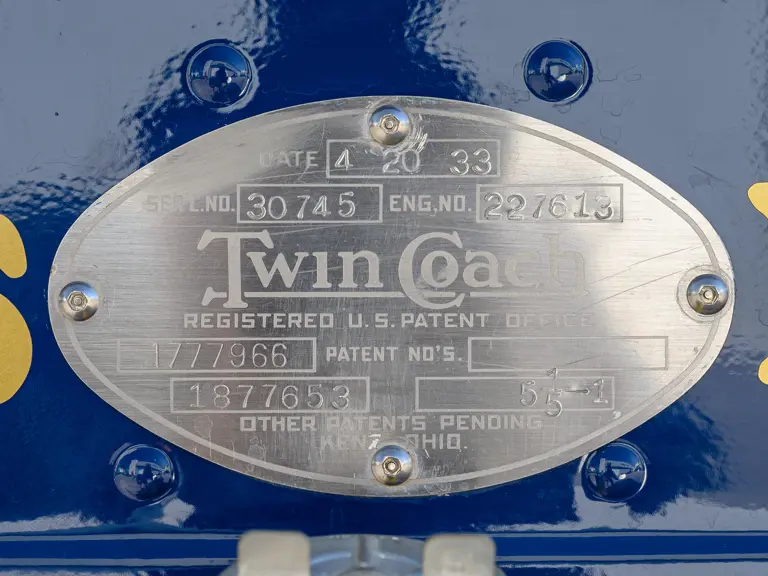 DATE 4 20 33
SER'L.NO. 30745 ENG.NO. 227613
Twin Coach
REGISTERED U.S. PATENT OFFICE
1777966 PATENT NO'S.
1877653 5 1/5-1
OTHER PATENTS PENDING
KENT OHIO.